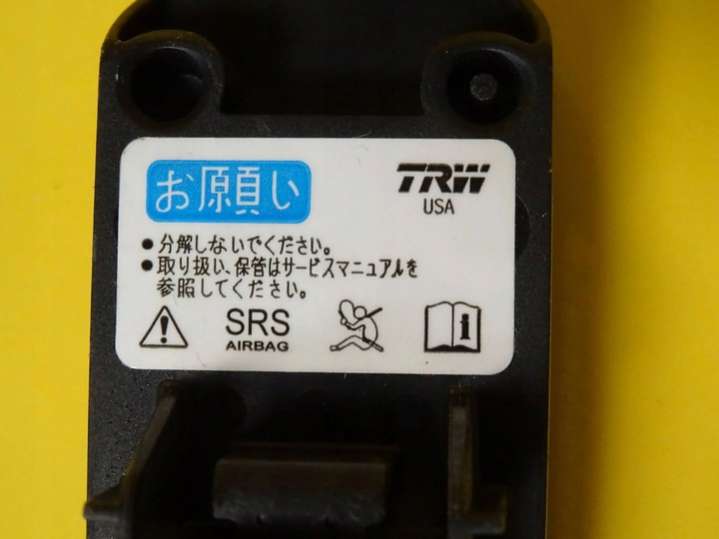 お願い
TRW
USA
●分解しないでください。
●取り扱い、保管はサービスマニュアルを
参照してください。
SRS
AIRBAG